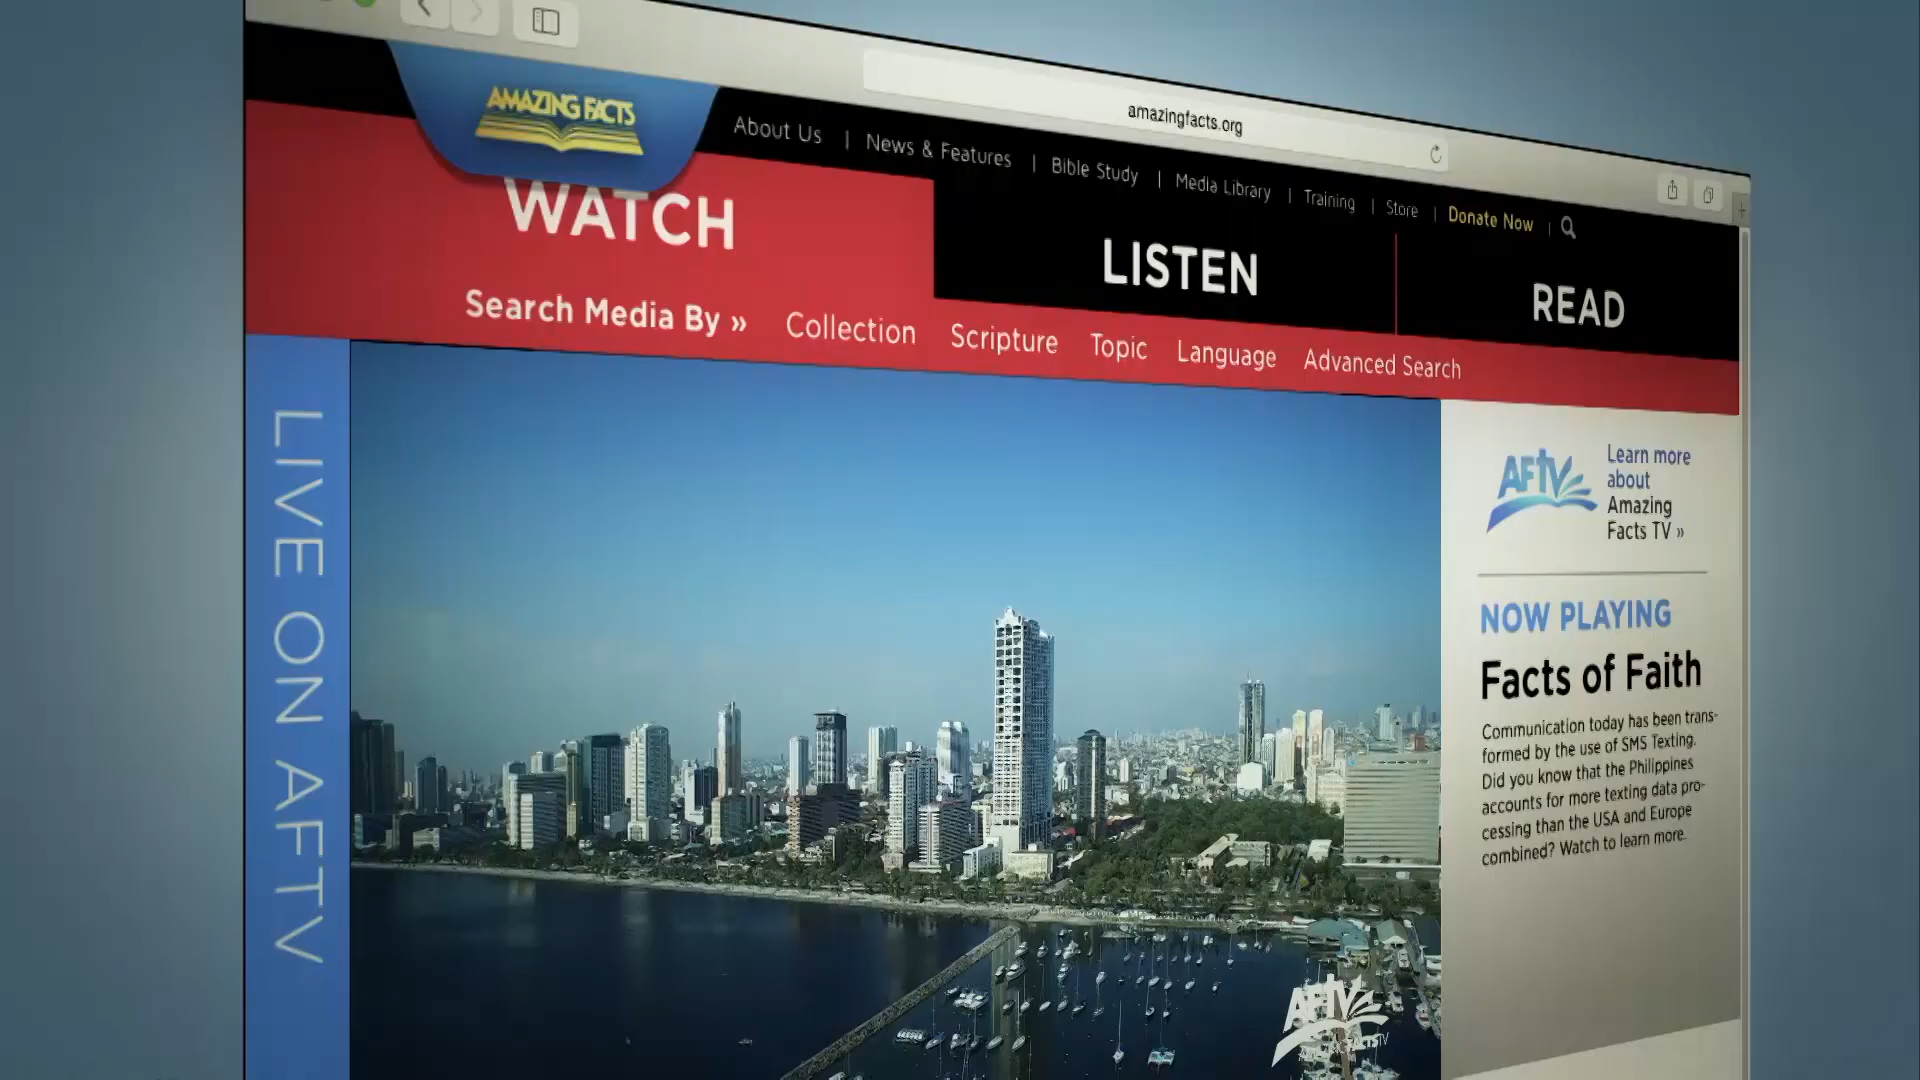 amazingfacts.org
AMAZING FACTS
About Us | News & Features | Bible Study | Media Library | Training | Store | Donate Now |
WATCH
LISTEN
READ
Search Media By » Collection Scripture Topic Language Advanced Search
LIVE ON AFTV
AFTV
Learn more
about
Amazing
Facts TV »
NOW PLAYING
Facts of Faith
Communication today has been trans-
formed by the use of SMS Texting.
Did you know that the Philippines
accounts for more texting data pro-
cessing than the USA and Europe
combined? Watch to learn more.
AFTV